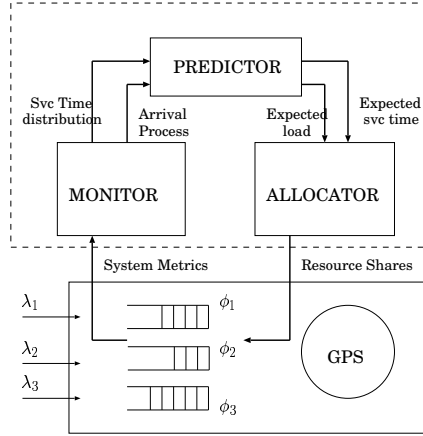 PREDICTOR
Svc Time
distribution
Arrival
Process
Expected
load
Expected
svc time
MONITOR
ALLOCATOR
System Metrics
Resource Shares
λ1
ϕ1
λ2
ϕ2
GPS
λ3
ϕ3